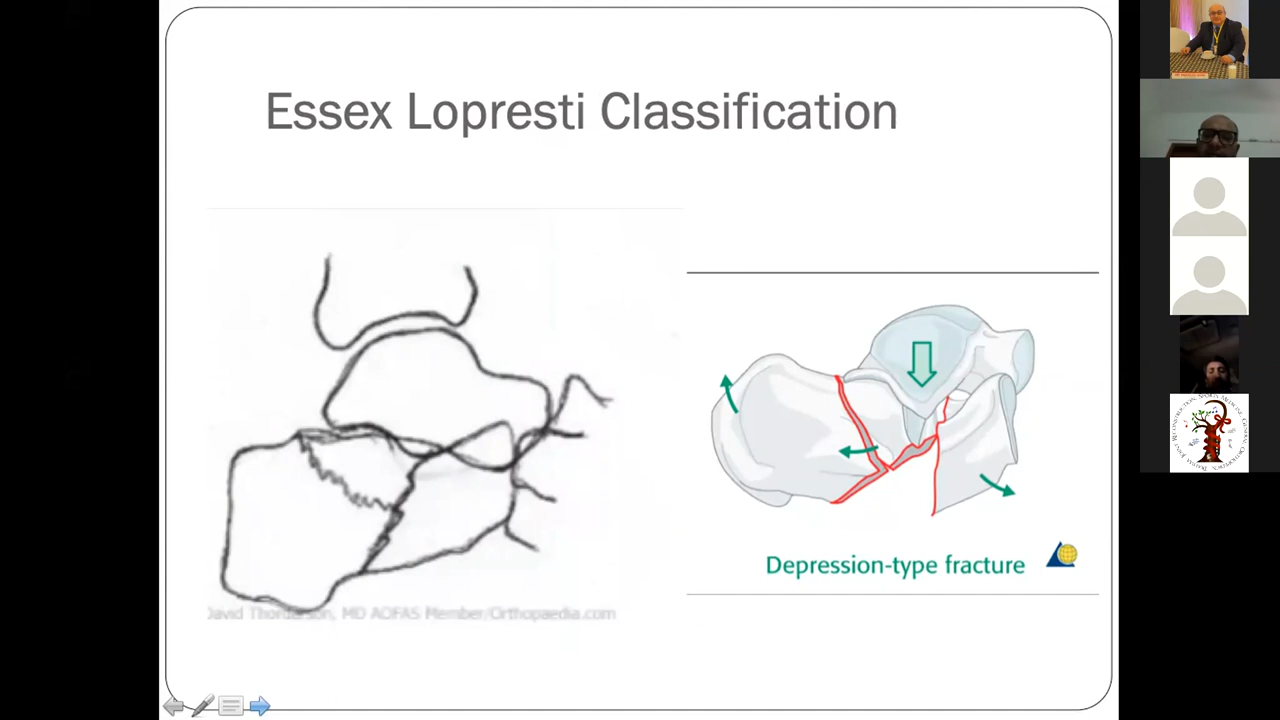 Essex Lopresti Classification
Depression-type fracture
David Thordarson, MD AOFAS Member/Orthopaedia.com